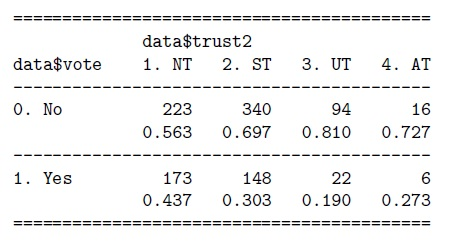 ==============================================
data$trust2
data$vote 1. NT 2. ST 3. UT 4. AT
----------------------------------------------
0. No 223 340 94 16
0.563 0.697 0.810 0.727
----------------------------------------------
1. Yes 173 148 22 6
0.437 0.303 0.190 0.273
==============================================